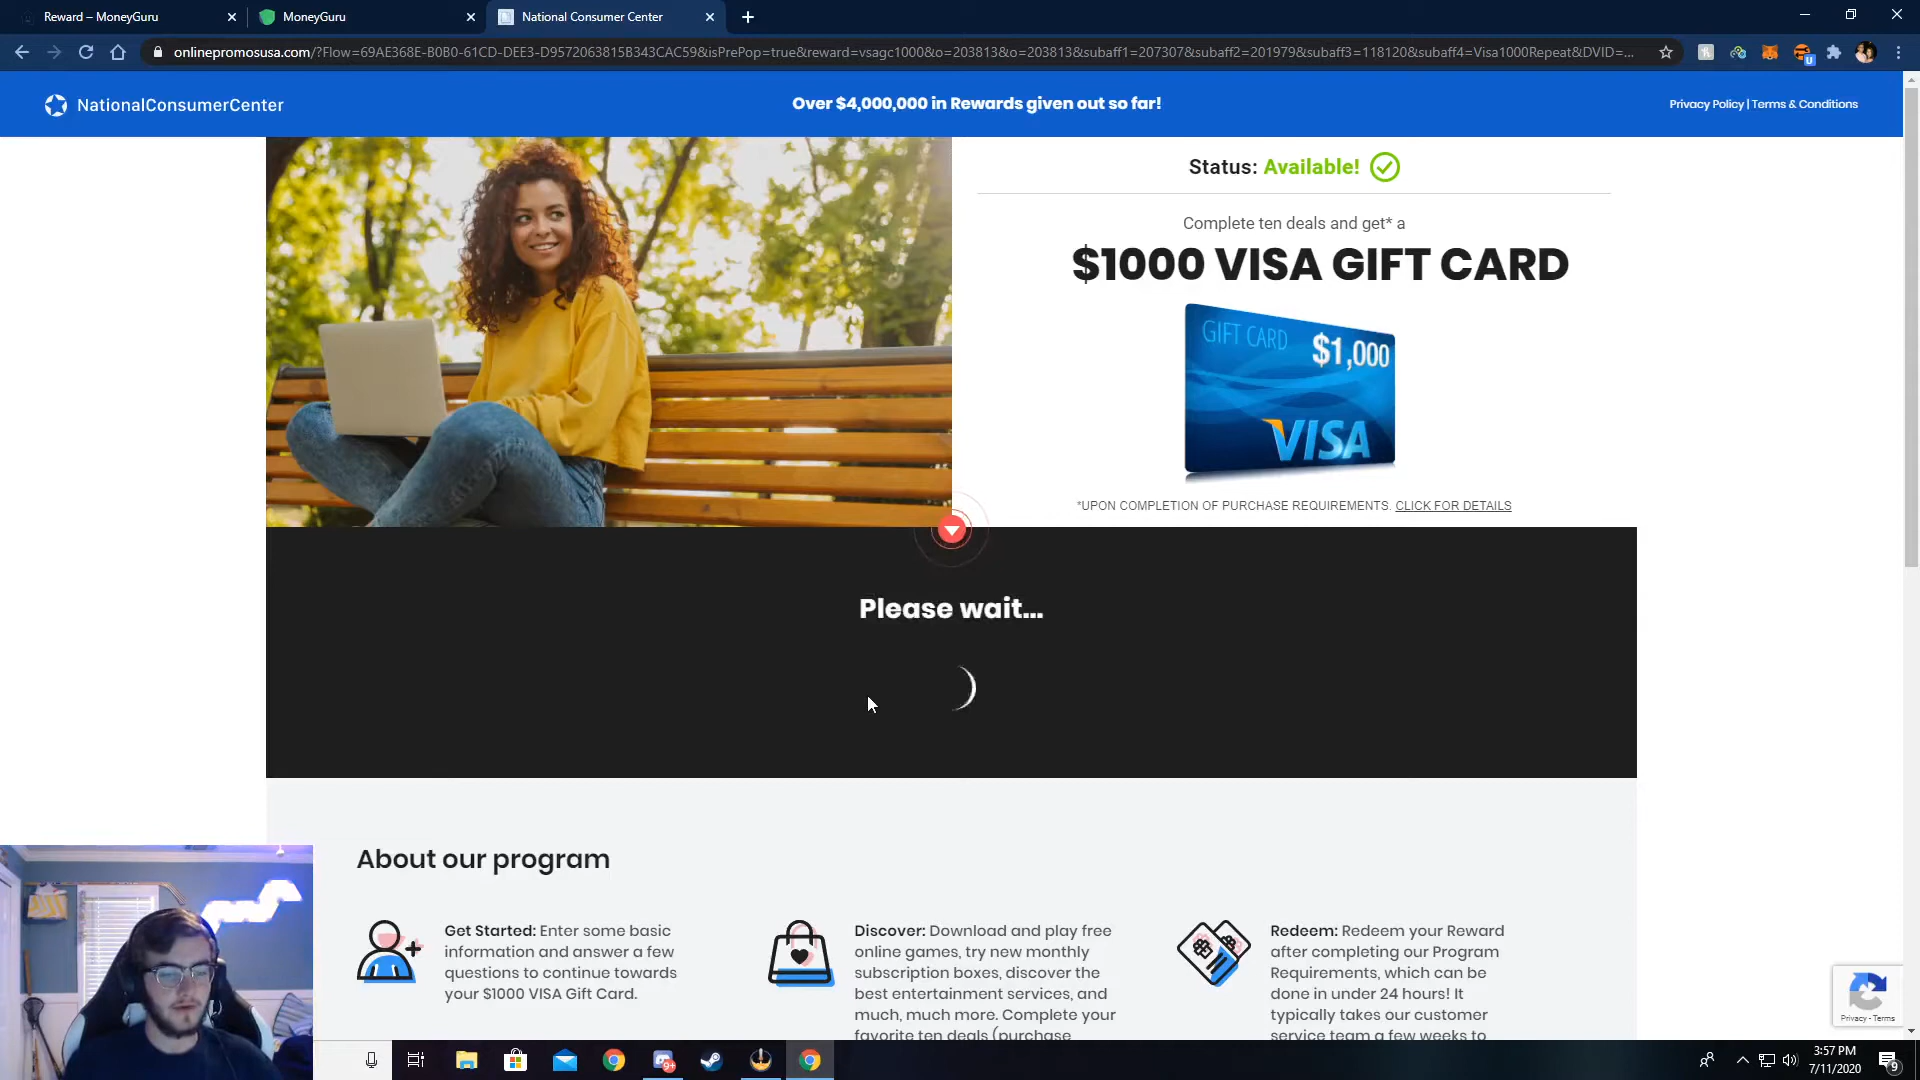 Reward – MoneyGuru
MoneyGuru
National Consumer Center
onlinepromosusa.com/?Flow=69AE368E-B0B0-61CD-DEE3-D9572063815B343CAC59&isPrePop=true&reward=vsagc1000&o=203813&o=203813&subaff1=207307&subaff2=201979&subaff3=118120&subaff4=Visa1000Repeat&DVID=...
NationalConsumerCenter
Over $4,000,000 in Rewards given out so far!
Privacy Policy | Terms & Conditions
Status: Available!
Complete ten deals and get* a
$1000 VISA GIFT CARD
GIFT CARD
$1,000
VISA
*UPON COMPLETION OF PURCHASE REQUIREMENTS. CLICK FOR DETAILS
Please wait...
About our program
Get Started: Enter some basic
information and answer a few
questions to continue towards
your $1000 VISA Gift Card.
Discover: Download and play free
online games, try new monthly
subscription boxes, discover the
best entertainment services, and
much, much more. Complete your
favorite ten deals (purchase
Redeem: Redeem your Reward
after completing our Program
Requirements, which can be
done in under 24 hours! It
typically takes our customer
service team a few weeks to
Privacy - Terms
9+
3:57 PM
7/11/2020
9